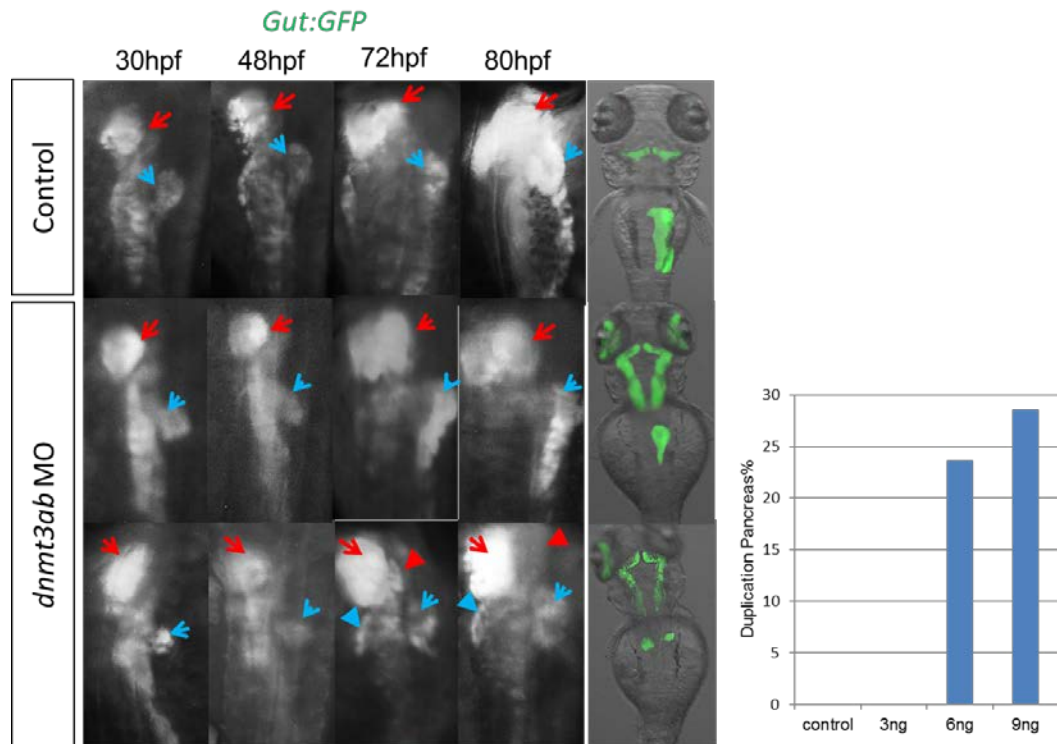 Gut:GFP
30hpf 48hpf 72hpf 80hpf
Control
dnmt3ab MO
Duplication Pancreas%
30
25
20
15
10
5
0
control 3ng 6ng 9ng